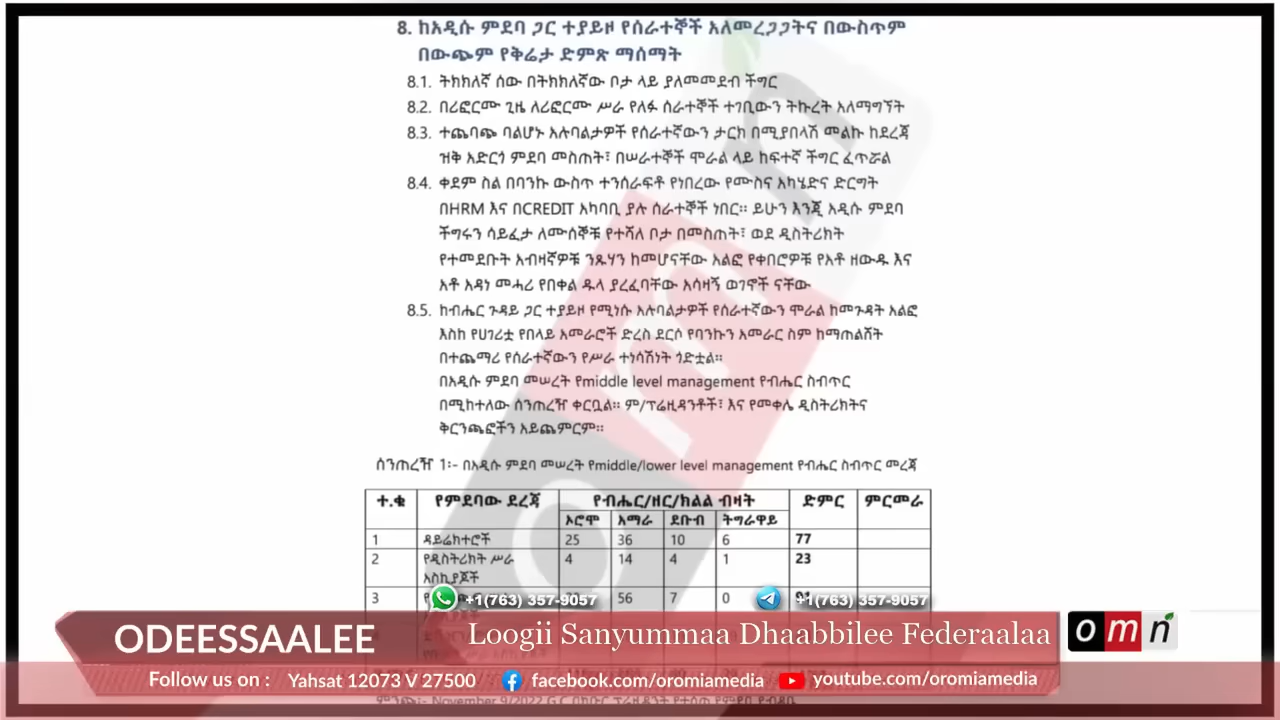 8. ከአዲሱ ምደባ ጋር ተያይዞ የሰራተኞች አለመረጋጋትና በውስጥም
በውጭም የቅሬታ ድምጽ ማሰማት
8.1. ትክክለኛ ሰው በትክክለኛው ቦታ ላይ ያለመመደብ ችግር
8.2. በሪፎርሙ ጊዜ ለሪፎርሙ ሥራ የለፉ ሰራተኞች ተገቢውን ትኩረት አለማግኘት
8.3. ተጨባጭ ባልሆኑ አሉባልታዎች የሰራተኛውን ታርክ በሚያበላሽ መልኩ ከደረጃ
ዝቅ አድርጎ ምደባ መስጠት፣ በሠራተኞች ሞራል ላይ ከፍተኛ ችግር ፈጥሯል
8.4. ቀደም ስል በባንኩ ውስጥ ተንሰራፍቶ የነበረው የሙስና አካሄድና ድርግት
በHRM እና በCREDIT አካባቢ ያሉ ሰራተኞች ነበር። ይሁን እንጂ አዲሱ ምደባ
ችግሩን ሳይፈታ ለሙሰኞቹ የተሻለ ቦታ በመስጠት፣ ወደ ዲስትሪክት
የተመደቡት አብዛኛዎቹ ንጹሃን ከመሆናቸው አልፎ የቀበሮዎቹ የአቶ ዘውዱ እና
አቶ አዳነ መሓሪ የበቀል ዱላ ያረፈባቸው አሳዛኝ ወገኖች ናቸው
8.5. ከብሔር ጉዳይ ጋር ተያይዞ የሚነሱ አሉባልታዎች የሰራተኛውን ሞራል ከመጉዳት አልፎ
እስከ የሀገሪቷ የበላይ አመራሮች ድረስ ደርሶ የባንኩን አመራር ስም ከማጠልሸት
በተጨማሪ የሰራተኛውን የሥራ ተነሳሽነት ጎድቷል።
በአዲሱ ምደባ መሠረት የmiddle level management የብሔር ስብጥር
በሚከተለው ሰንጠረዥ ቀርቧል። ም/ፕሬዚዳንቶች፣ እና የመቀሌ ዲስትሪክትና
ቅርንጫፎችን አይጨምርም።
ሰንጠረዥ 1፡- በአዲሱ ምደባ መሠረት የmiddle/lower level management የብሔር ስብጥር መረጃ
ተ.ቁ የምደባው ደረጃ የብሔር/ዘር/ክልል ብዛት ድምር ምርመራ
ኦሮሞ አማራ ደቡብ ትግራዋይ
1 ዳይሬክተሮች 25 36 10 6 77
2 የዲስትሪክት ሥራ 4 14 4 1 23
አስኪያጆች
3 56 7 0
+1(763) 357-9057 +1(763) 357-9057
ODEESSAALEE Loogii Sanyummaa Dhaabbilee Federaalaa omn
Follow us on : Yahsat 12073 V 27500 facebook.com/oromiamedia youtube.com/oromiamedia